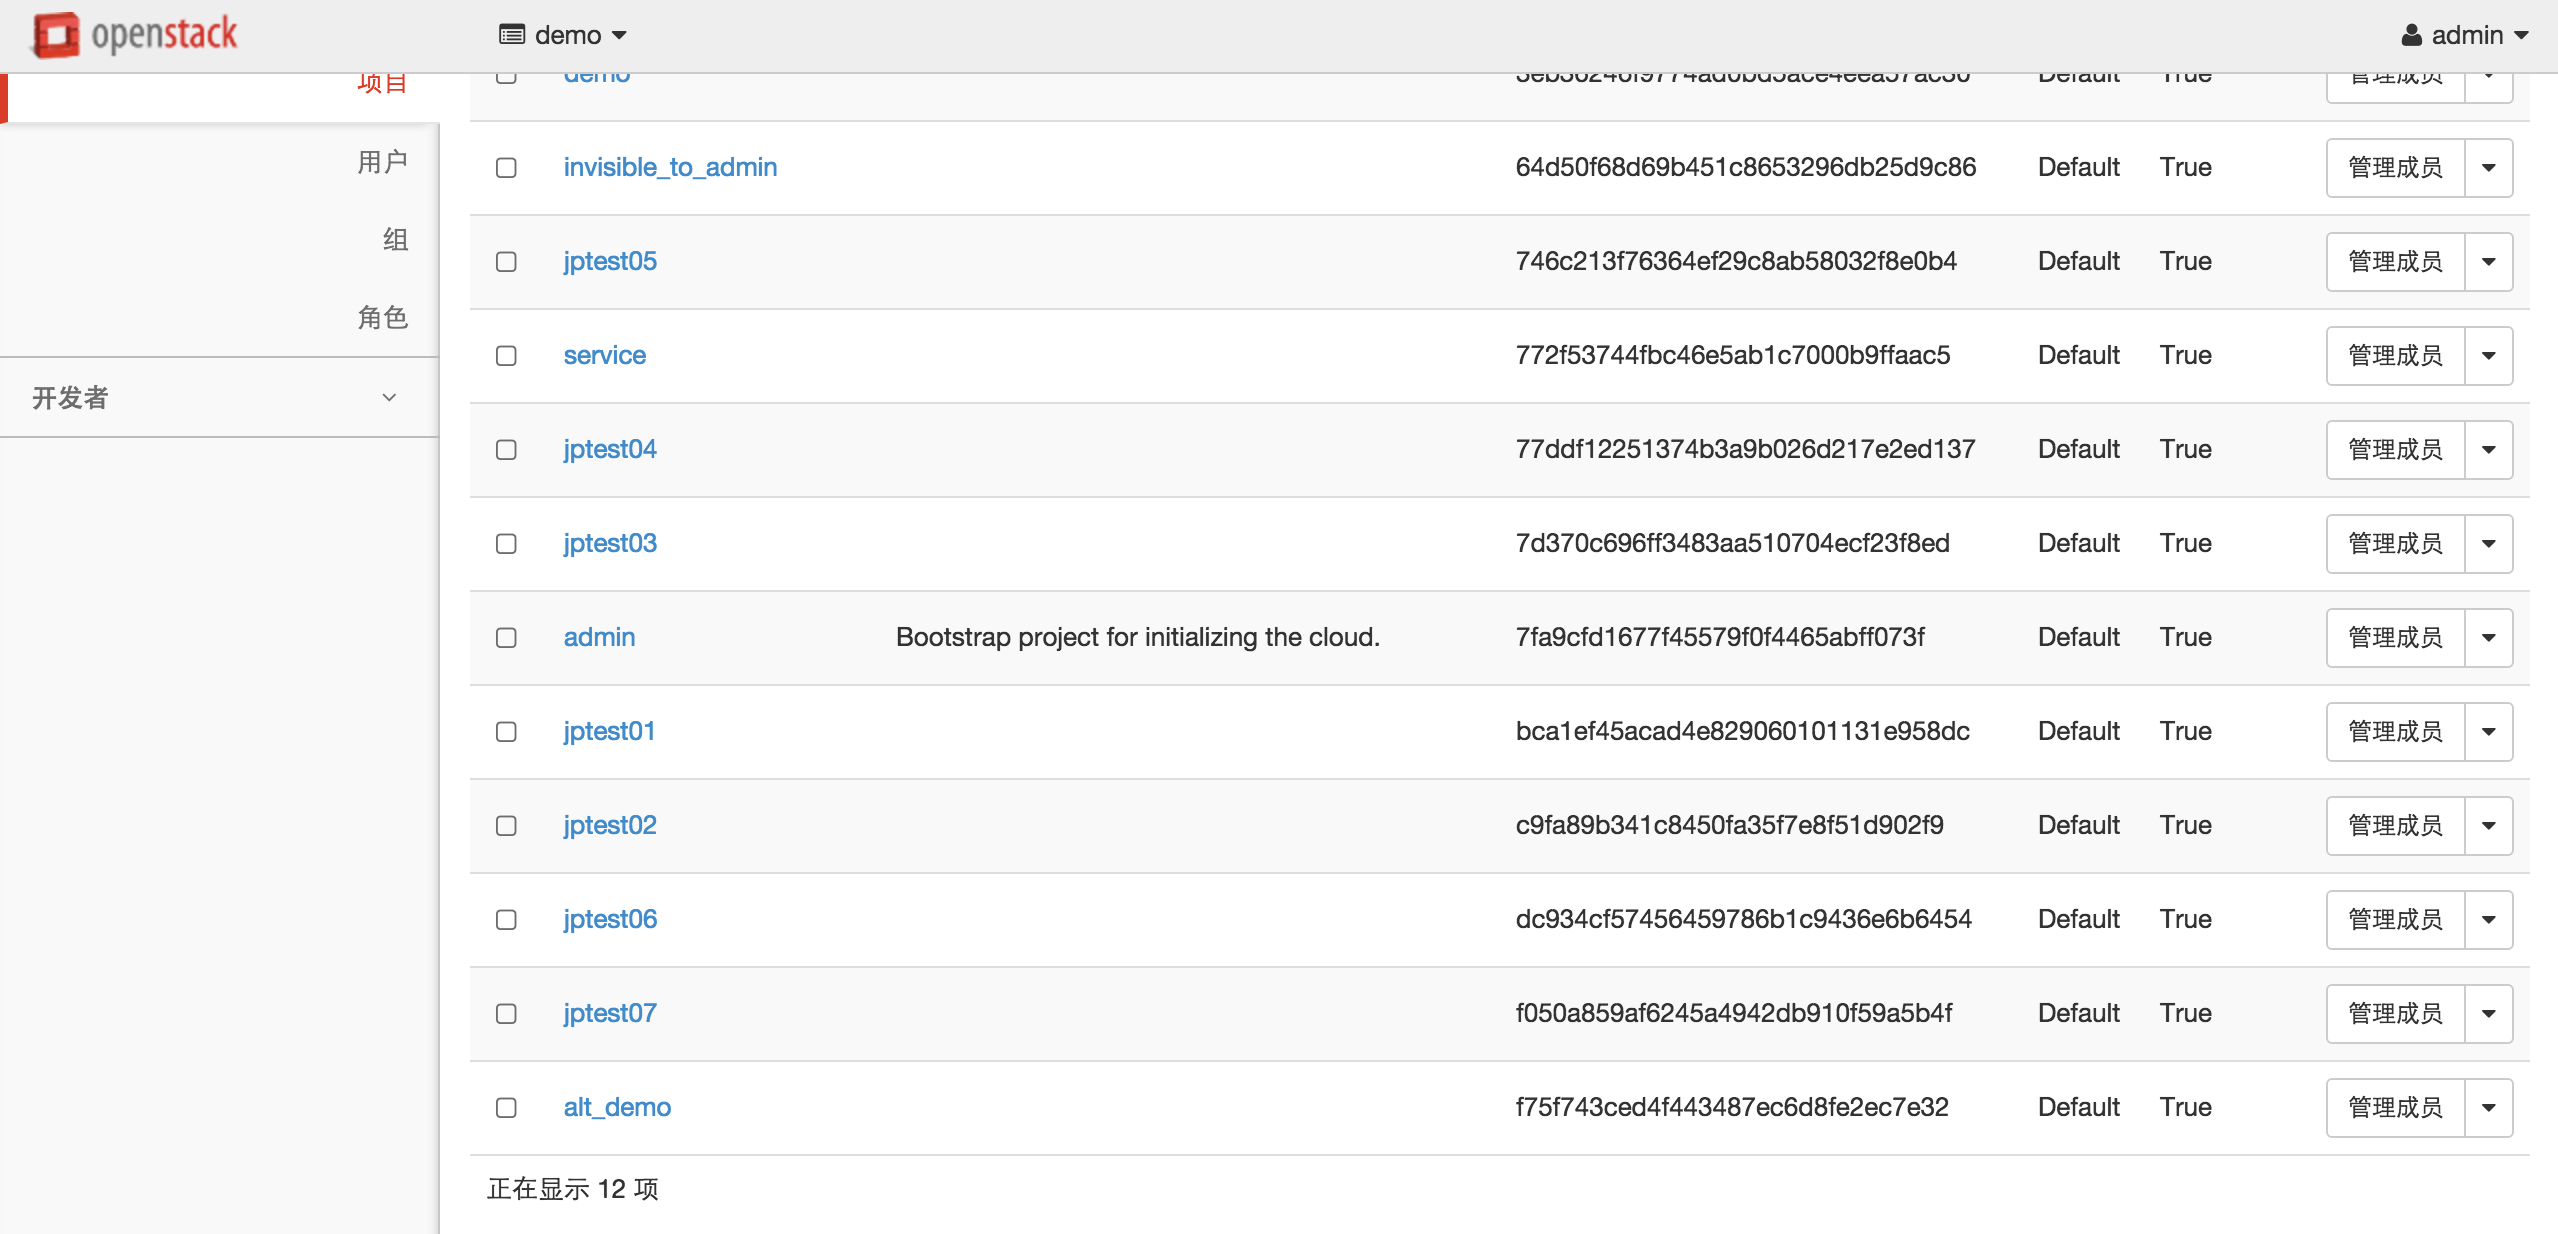 openstack
demo
admin
项目
用户
组
角色
开发者
demo Default True 管理成员
invisible_to_admin 64d50f68d69b451c8653296db25d9c86 Default True 管理成员
jptest05 746c213f76364ef29c8ab58032f8e0b4 Default True 管理成员
service 772f53744fbc46e5ab1c7000b9ffaac5 Default True 管理成员
jptest04 77ddf12251374b3a9b026d217e2ed137 Default True 管理成员
jptest03 7d370c696ff3483aa510704ecf23f8ed Default True 管理成员
admin Bootstrap project for initializing the cloud. 7fa9cfd1677f45579f0f4465abff073f Default True 管理成员
jptest01 bca1ef45acad4e829060101131e958dc Default True 管理成员
jptest02 c9fa89b341c8450fa35f7e8f51d902f9 Default True 管理成员
jptest06 dc934cf57456459786b1c9436e6b6454 Default True 管理成员
jptest07 f050a859af6245a4942db910f59a5b4f Default True 管理成员
alt_demo f75f743ced4f443487ec6d8fe2ec7e32 Default True 管理成员
正在显示 12 项